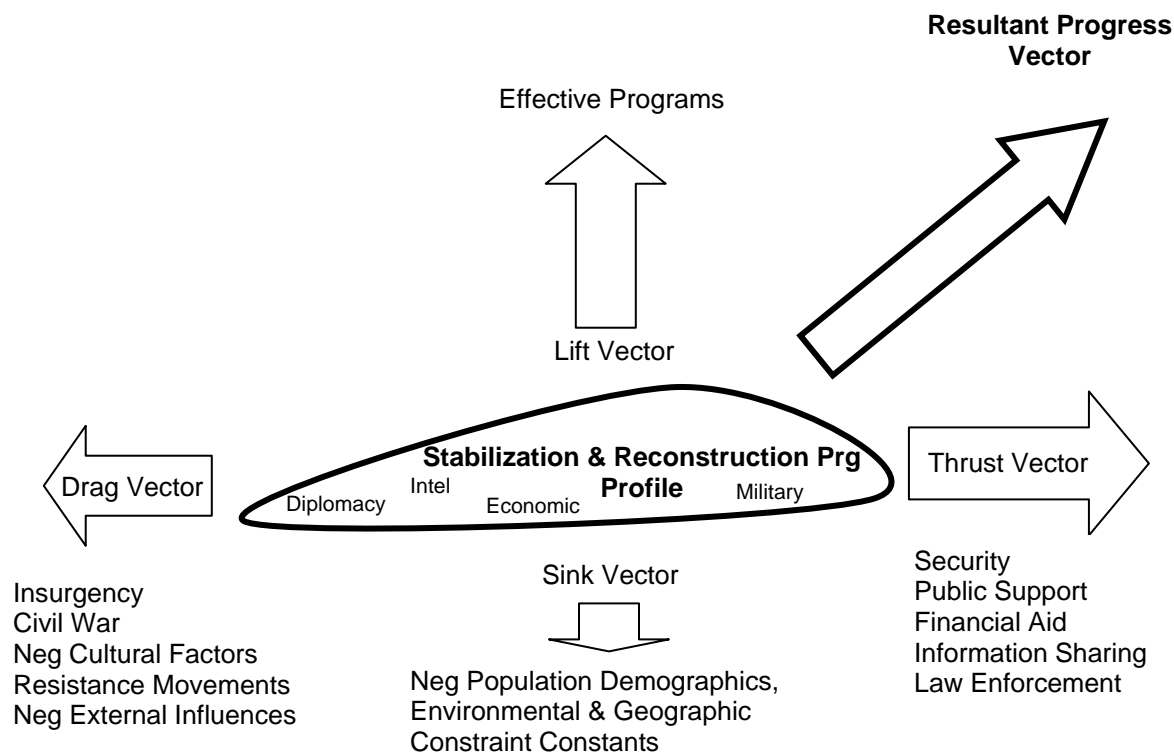 Resultant Progress
Vector
Effective Programs
Lift Vector
Stabilization & Reconstruction Prg
Profile
Diplomacy
Intel
Economic
Military
Drag Vector
Thrust Vector
Insurgency
Civil War
Neg Cultural Factors
Resistance Movements
Neg External Influences
Sink Vector
Neg Population Demographics,
Environmental & Geographic
Constraint Constants
Security
Public Support
Financial Aid
Information Sharing
Law Enforcement